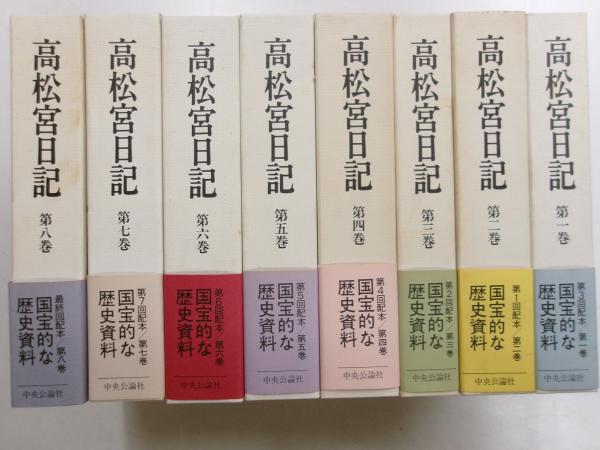 高松宮日記
第一巻
第3回配本/第一巻
国宝的な
歴史資料
中央公論社
高松宮日記
第二巻
第1回配本/第二巻
国宝的な
歴史資料
中央公論社
高松宮日記
第三巻
第2回配本/第三巻
国宝的な
歴史資料
中央公論社
高松宮日記
第四巻
第4回配本/第四巻
国宝的な
歴史資料
中央公論社
高松宮日記
第五巻
第5回配本/第五巻
国宝的な
歴史資料
中央公論社
高松宮日記
第六巻
第6回配本/第六巻
国宝的な
歴史資料
中央公論社
高松宮日記
第七巻
第7回配本/第七巻
国宝的な
歴史資料
中央公論社
高松宮日記
第八巻
最終回配本/第八巻
国宝的な
歴史資料
中央公論社